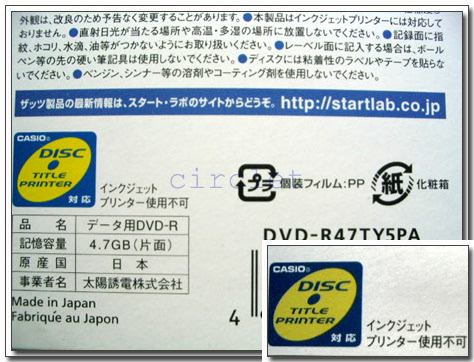 外観は、改良のため予告なく変更することがあります。●本製品はインクジェットプリンターには対応して
おりません。●直射日光が当たる場所や高温・多湿の場所に放置しないでください。●記録面に指
紋、ホコリ、水滴、油等がつかないようにお取り扱いください。●レーベル面に記入する場合は、ボール
ペン等の先の硬い筆記具は使用しないでください。●ディスクには粘着性のラベルやテープを貼らな
いでください。●ベンジン、シンナー等の溶剤やコーティング剤を使用しないでください。
ザッツ製品の最新情報は、スタート・ラボのサイトからどうぞ。 http://startlab.co.jp
CASIO®
DISC
TITLE
PRINTER
対応
インクジェット
プリンター使用不可
プラ 個装フィルム:PP 紙 化粧箱
品 名 データ用DVD-R
記憶容量 4.7GB(片面)
原産国 日本
事業者名 太陽誘電株式会社
DVD-R47TY5PA
Made in Japan
Fabriqué au Japon
4
CASIO®
DISC
TITLE
PRINTER
対応
インクジェット
プリンター使用不可